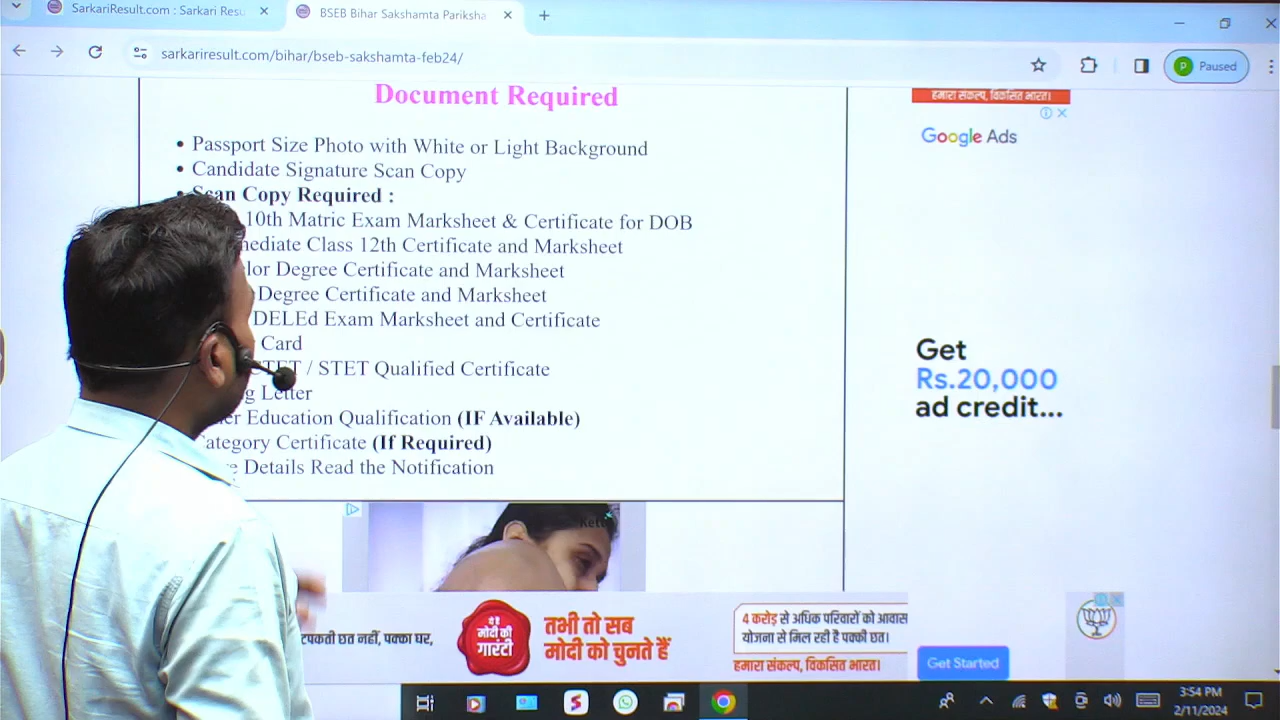 SarkariResult.com : Sarkari Resu
BSEB Bihar Sakshamta Pariksha
sarkariresult.com/bihar/bseb-sakshamta-feb24/
P Paused
Document Required
हमारा संकल्प, विकसित भारत।
Google Ads
Passport Size Photo with White or Light Background
Candidate Signature Scan Copy
Scan Copy Required :
10th Matric Exam Marksheet & Certificate for DOB
mediate Class 12th Certificate and Marksheet
lor Degree Certificate and Marksheet
Degree Certificate and Marksheet
DELEd Exam Marksheet and Certificate
Card
CTET / STET Qualified Certificate
g Letter
er Education Qualification (IF Available)
Category Certificate (If Required)
e Details Read the Notification
Get
Rs.20,000
ad credit...
टपकती छत नहीं, पक्का घर,
मोदी की
गारंटी
तभी तो सब
मोदी को चुनते हैं
4 करोड़ से अधिक परिवारों को आवास
योजना से मिल रही है पक्की छत।
हमारा संकल्प, विकसित भारत।
Get Started
3:54 PM
2/11/2024